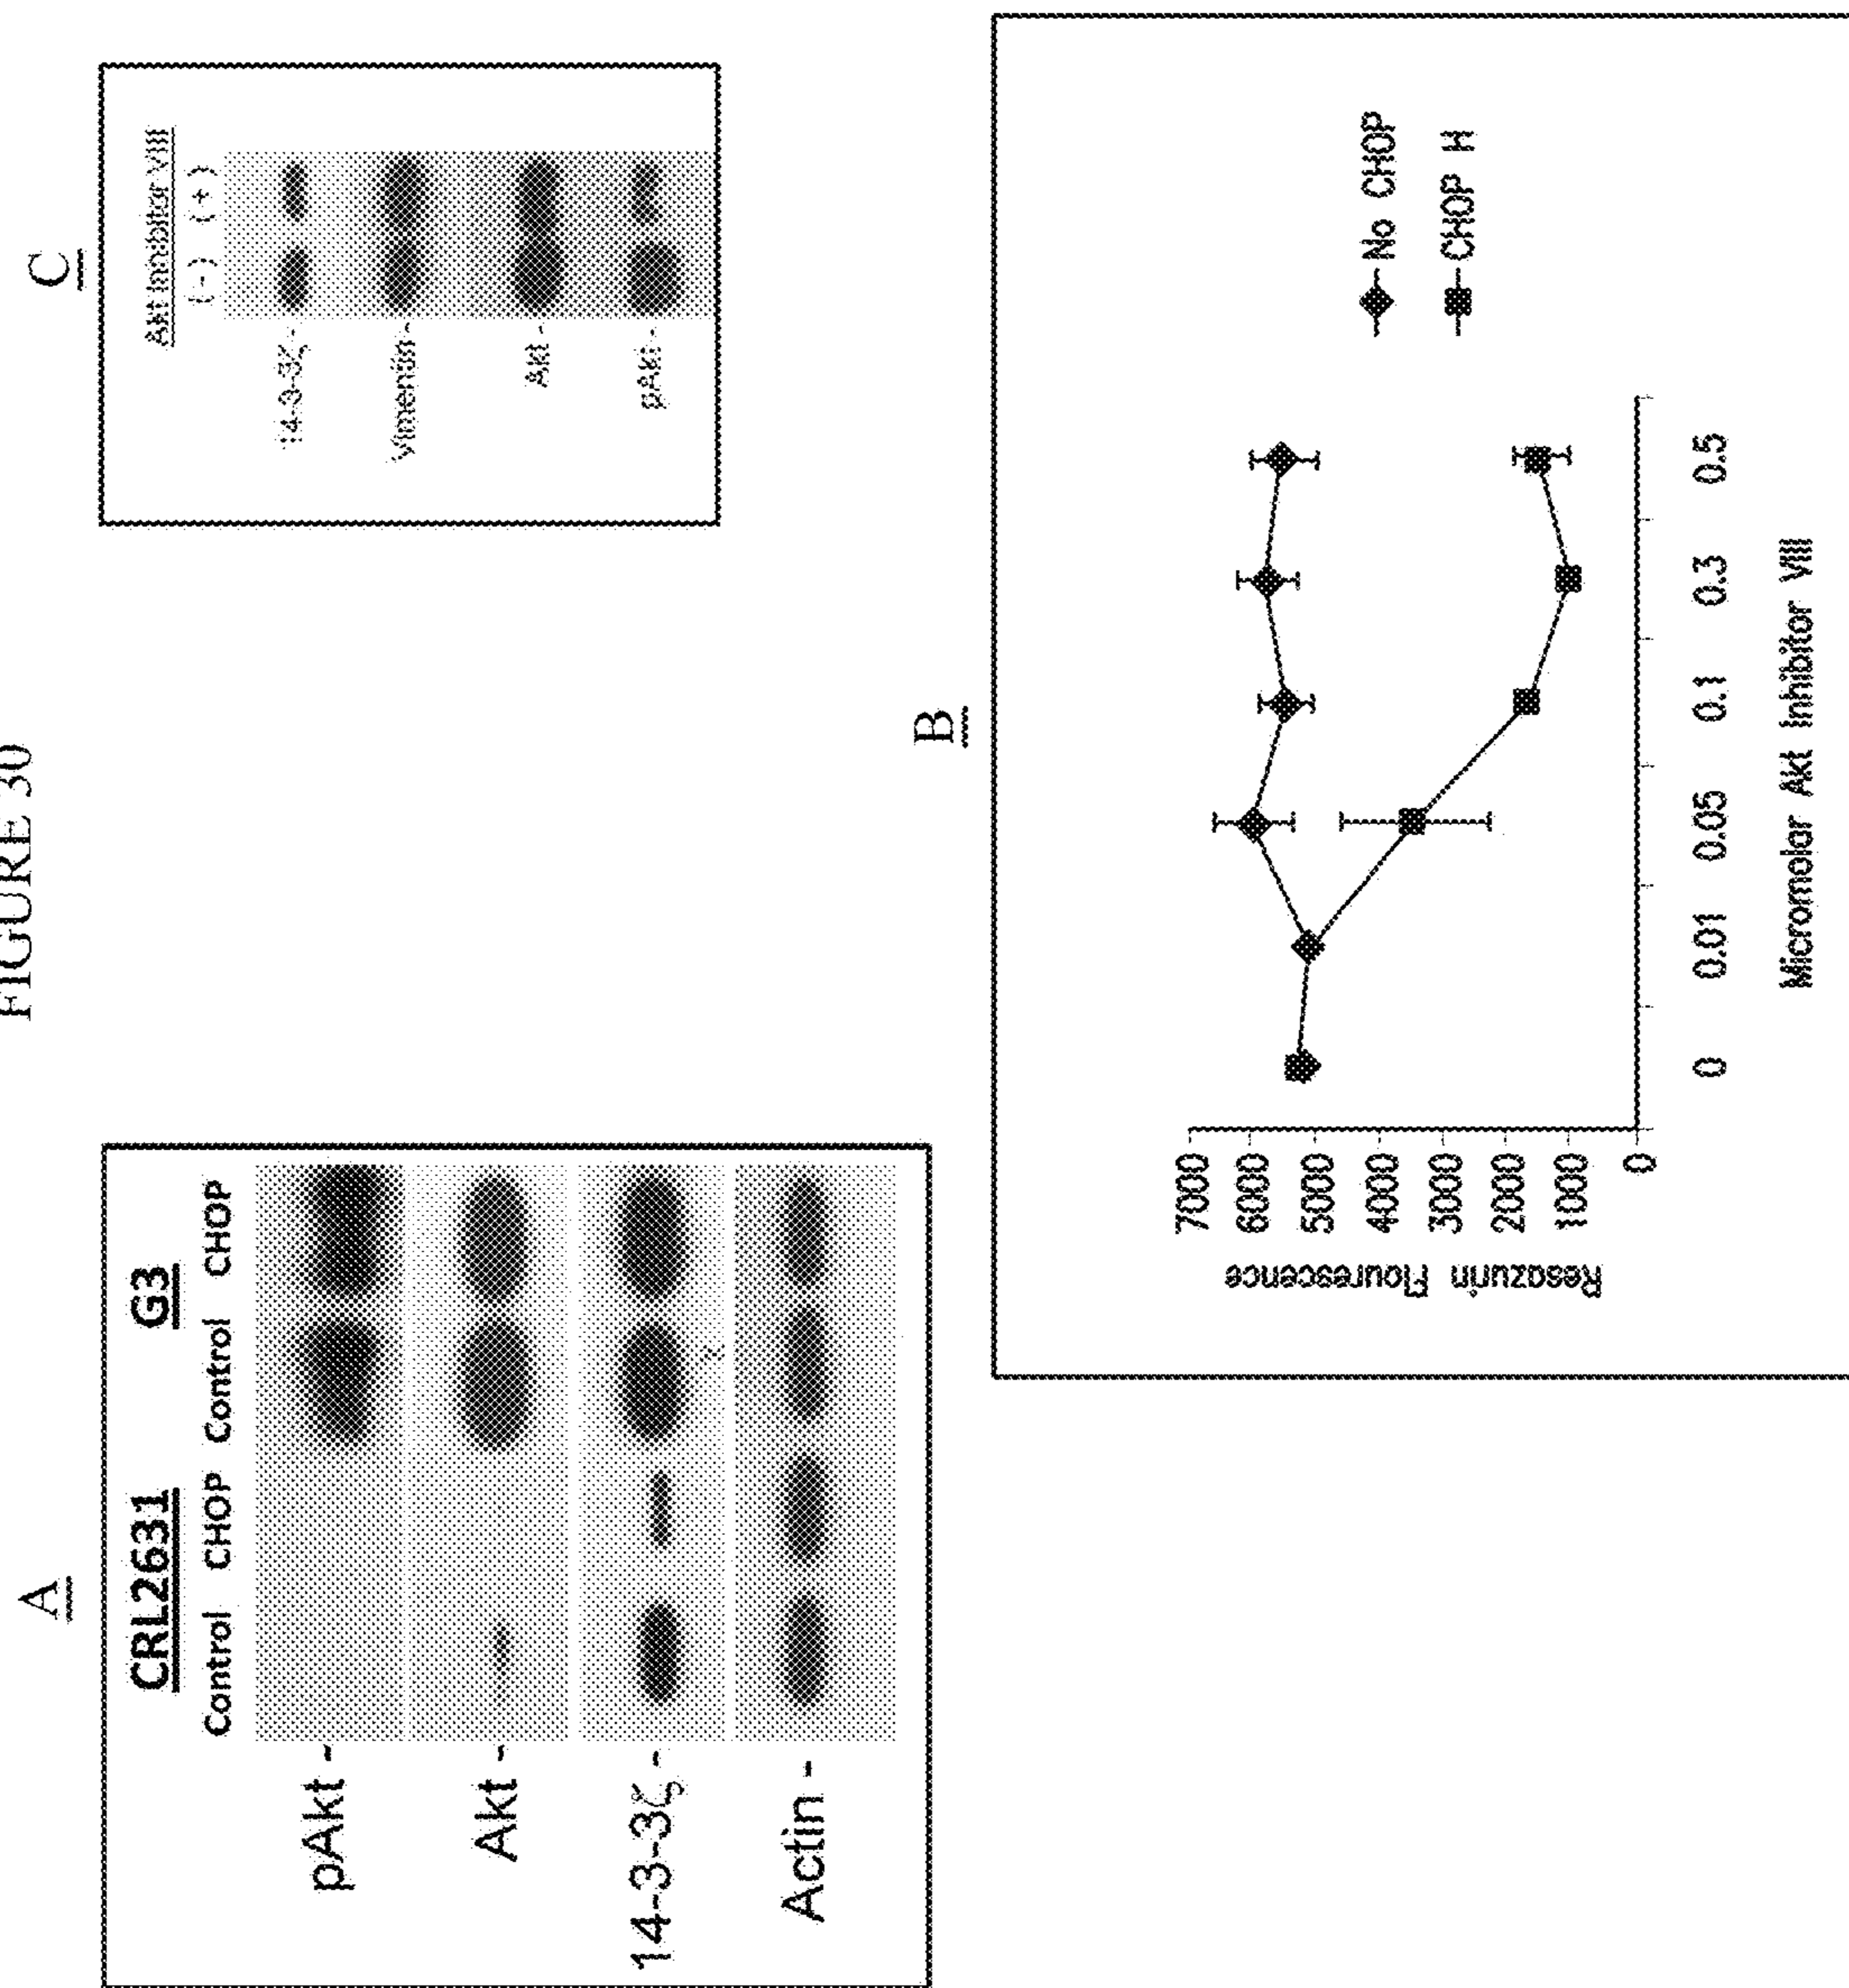 FIGURE 30
A
CRL2631 G3
Control CHOP Control CHOP
pAkt -
Akt -
14-3-3ζ -
Actin -
C
Akt Inhibitor VIII
(-) (+)
14-3-3ζ -
Vimentin -
Akt -
pAkt -
B
Resazurin Flourescence
7000
6000
5000
4000
3000
2000
1000
0
0 0.01 0.05 0.1 0.3 0.5
Micromolar Akt Inhibitor VIII
No CHOP
CHOP H